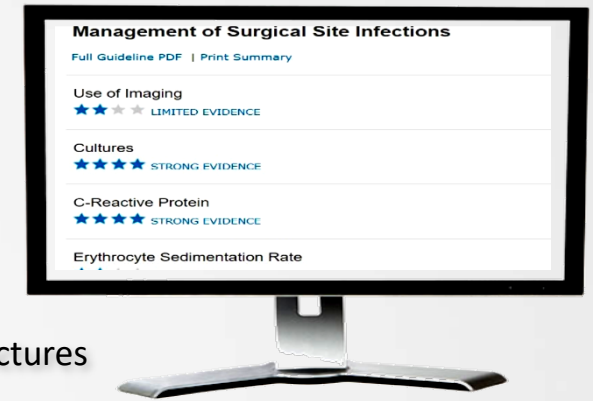 Management of Surgical Site Infections
Full Guideline PDF | Print Summary
Use of Imaging
LIMITED EVIDENCE
Cultures
STRONG EVIDENCE
C-Reactive Protein
STRONG EVIDENCE
Erythrocyte Sedimentation Rate